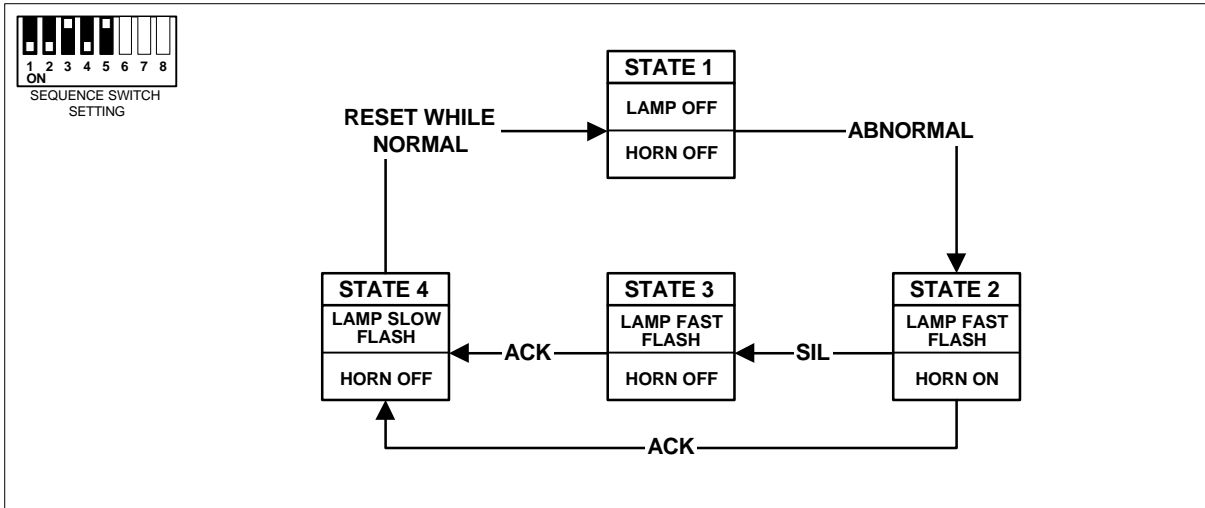 1 2 3 4 5 6 7 8
ON
SEQUENCE SWITCH
SETTING
STATE 1
LAMP OFF
HORN OFF
RESET WHILE
NORMAL
ABNORMAL
STATE 4
LAMP SLOW
FLASH
HORN OFF
ACK
STATE 3
LAMP FAST
FLASH
HORN OFF
SIL
STATE 2
LAMP FAST
FLASH
HORN ON
ACK